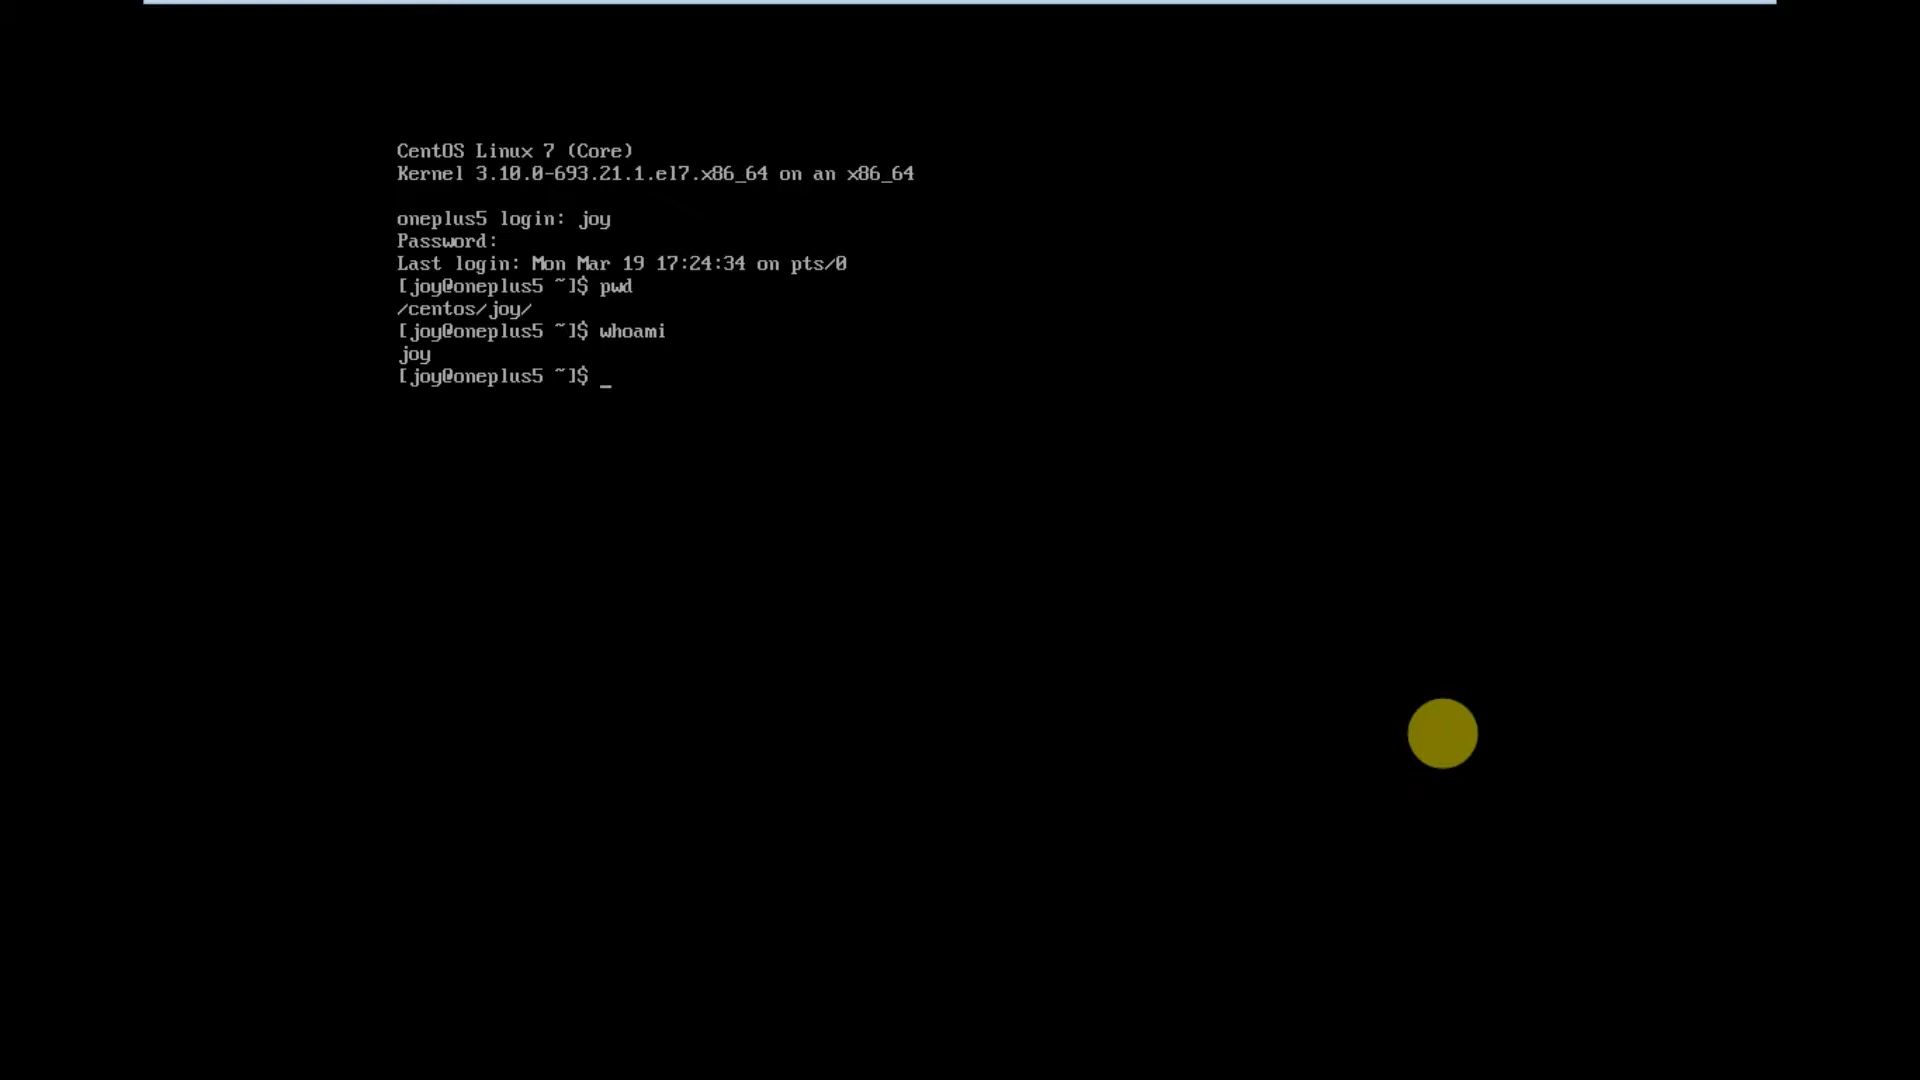 CentOS Linux 7 (Core)
Kernel 3.10.0-693.21.1.el7.x86_64 on an x86_64
oneplus5 login: joy
Password:
Last login: Mon Mar 19 17:24:34 on pts/0
[joy@oneplus5 ~]$ pwd
/centos/joy/
[joy@oneplus5 ~]$ whoami
joy
[joy@oneplus5 ~]$ _